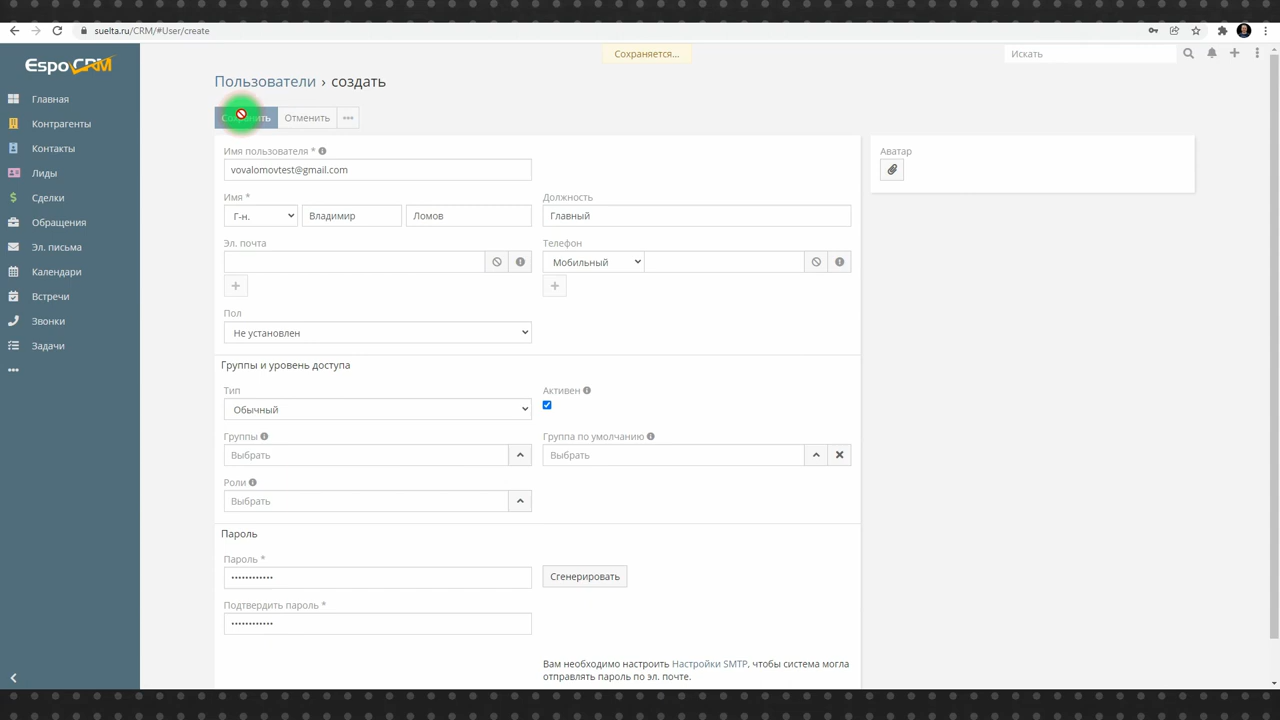 suelta.ru/CRM/#User/create
EspoCRM
Сохраняется...
Искать
Главная
Контрагенты
Контакты
Лиды
Сделки
Обращения
Эл. письма
Календари
Встречи
Звонки
Задачи
•••
Пользователи › создать
Сохранить
Отменить
•••
Имя пользователя *
vovalomovtest@gmail.com
Имя *
Должность
Г-н.
Владимир
Ломов
Главный
Эл. почта
Телефон
Мобильный
Пол
Не установлен
Группы и уровень доступа
Тип
Активен
Обычный
Группы
Группа по умолчанию
Выбрать
Выбрать
Роли
Выбрать
Пароль
Пароль *
••••••••••••
Сгенерировать
Подтвердить пароль *
••••••••••••
Вам необходимо настроить Настройки SMTP, чтобы система могла
отправлять пароль по эл. почте.
Аватар